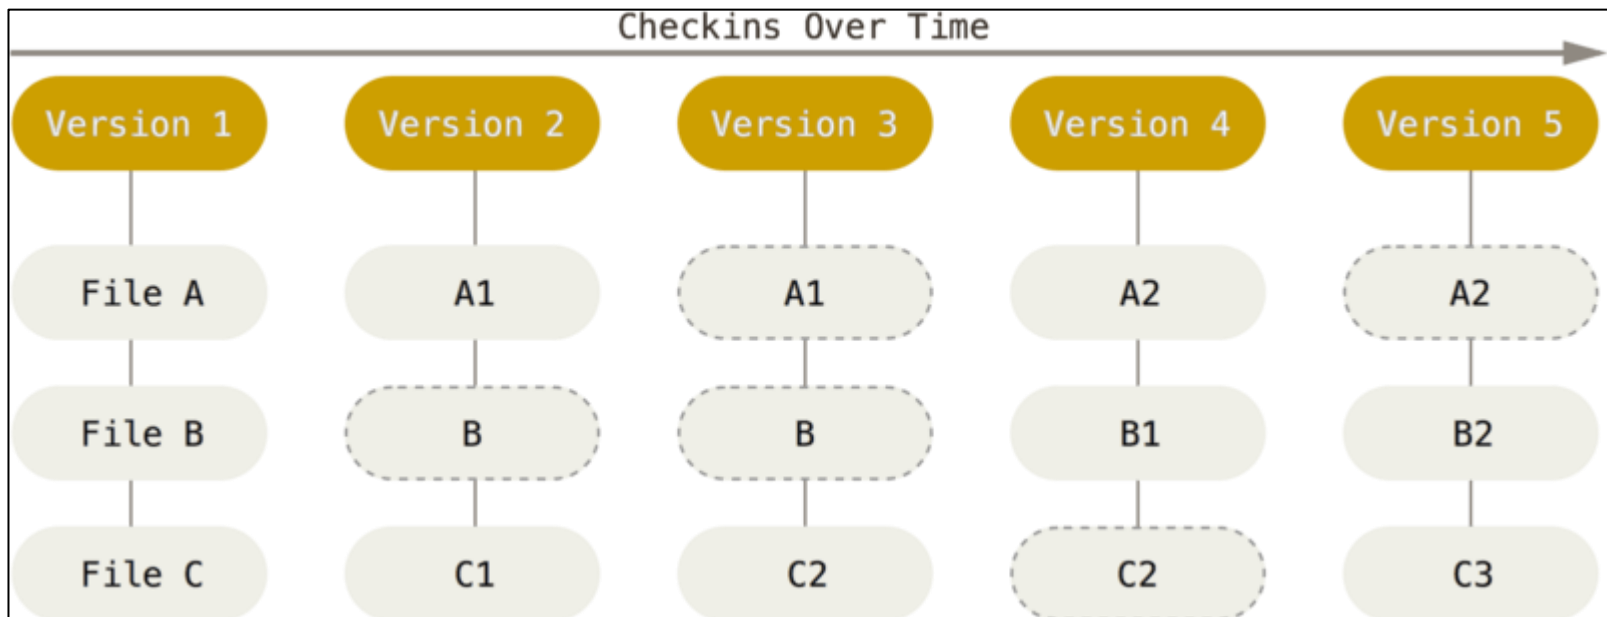 Checkins Over Time
Version 1 Version 2 Version 3 Version 4 Version 5
File A A1 A1 A2 A2
File B B B B1 B2
File C C1 C2 C2 C3